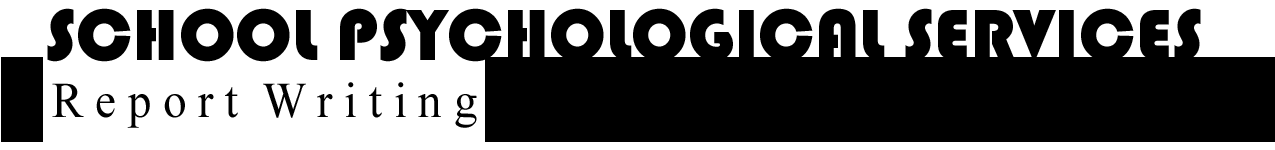 SCHOOL PSYCHOLOGICAL SERVICES
Report Writing